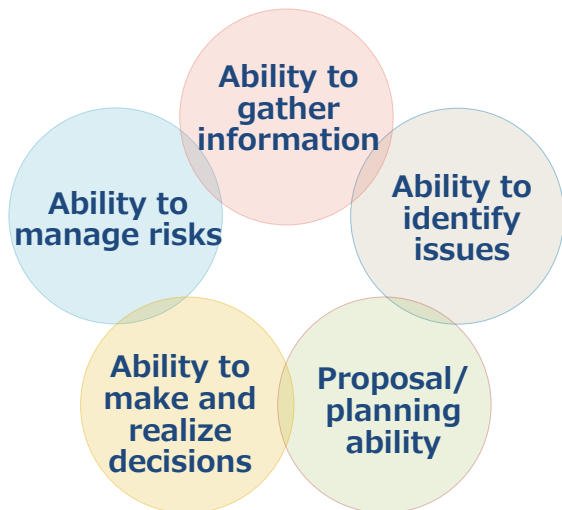 Ability to
gather
information
Ability to
identify
issues
Proposal/
planning
ability
Ability to
make and
realize
decisions
Ability to
manage risks